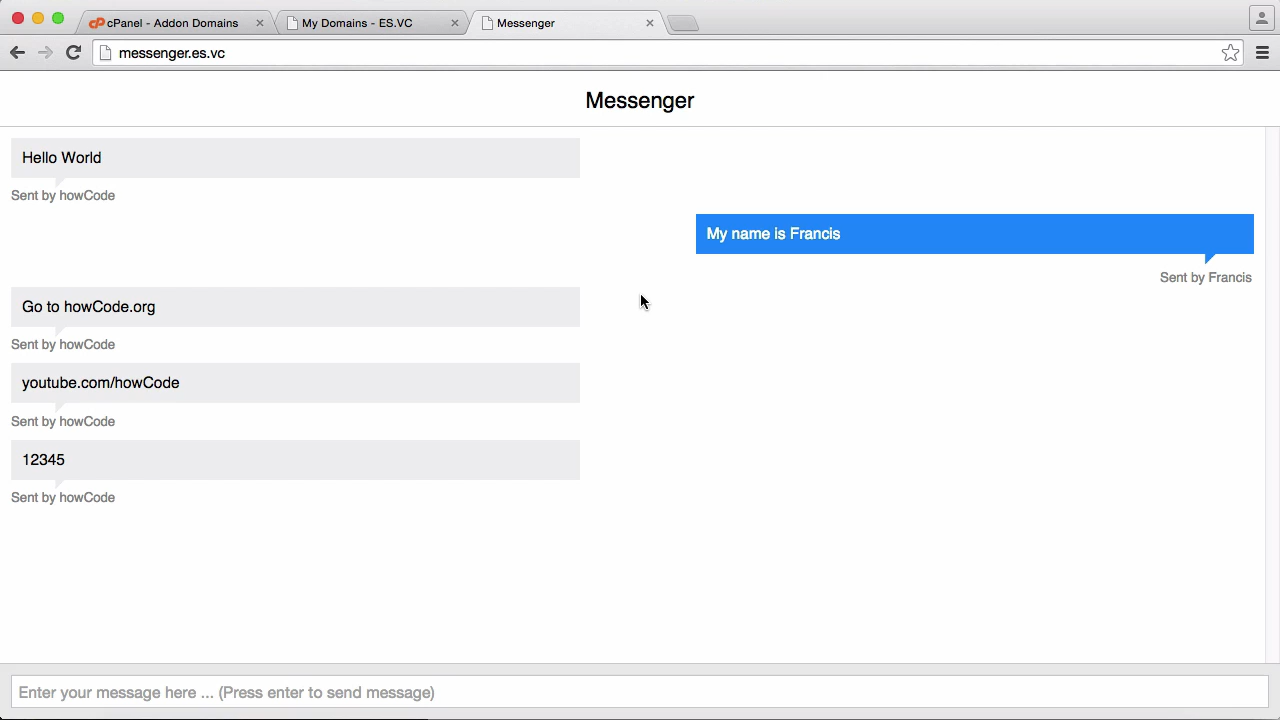 cPanel - Addon Domains
My Domains - ES.VC
Messenger
messenger.es.vc
Messenger
Hello World
Sent by howCode
My name is Francis
Sent by Francis
Go to howCode.org
Sent by howCode
youtube.com/howCode
Sent by howCode
12345
Sent by howCode
Enter your message here ... (Press enter to send message)